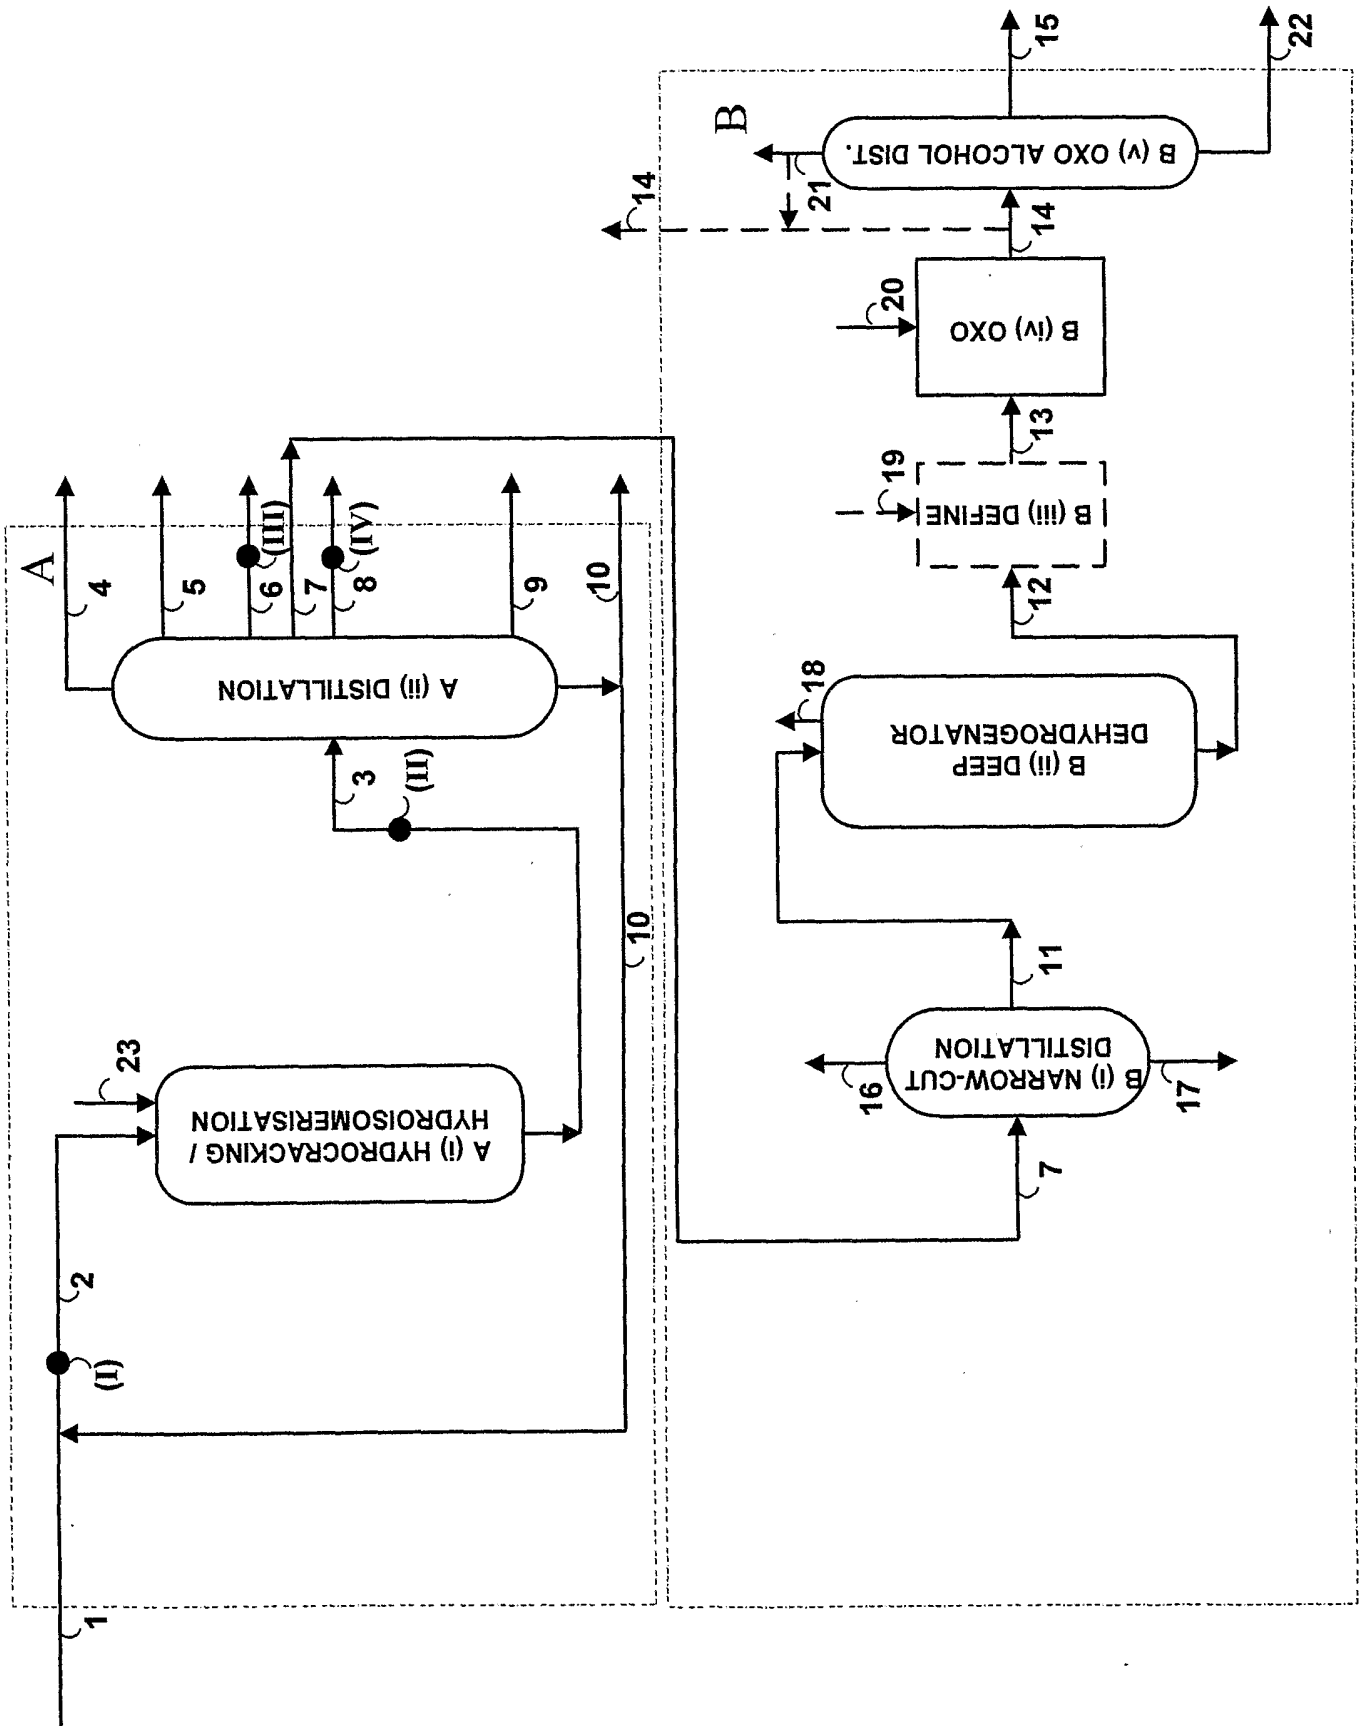 A
B
1
2
(I)
23
A (i) HYDROCRACKING /
HYDROISOMERISATION
3
(II)
A (ii) DISTILLATION
4
5
6
(III)
7
8
(IV)
9
10
10
7
B (i) NARROW-CUT
DISTILLATION
16
17
11
B (ii) DEEP
DEHYDROGENATOR
18
12
B (iii) DEFINE
19
13
B (iv) OXO
20
14
14
B (v) OXO ALCOHOL DIST.
21
15
22